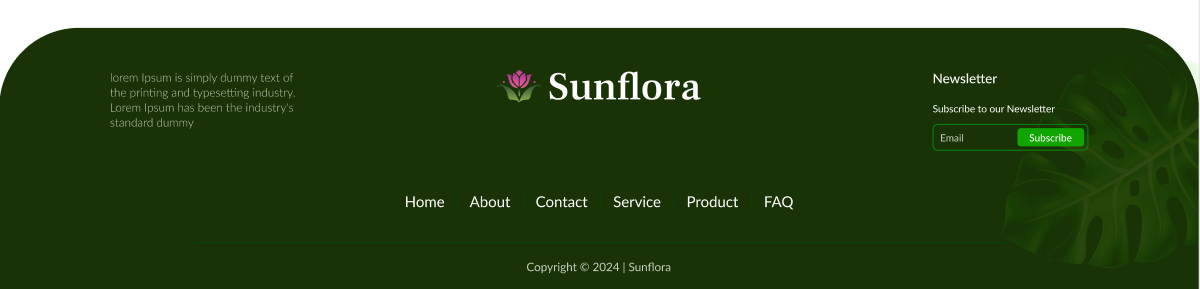 lorem Ipsum is simply dummy text of
the printing and typesetting industry.
Lorem Ipsum has been the industry's
standard dummy
Sunflora
Newsletter
Subscribe to our Newsletter
Email
Subscribe
Home About Contact Service Product FAQ
Copyright © 2024 | Sunflora